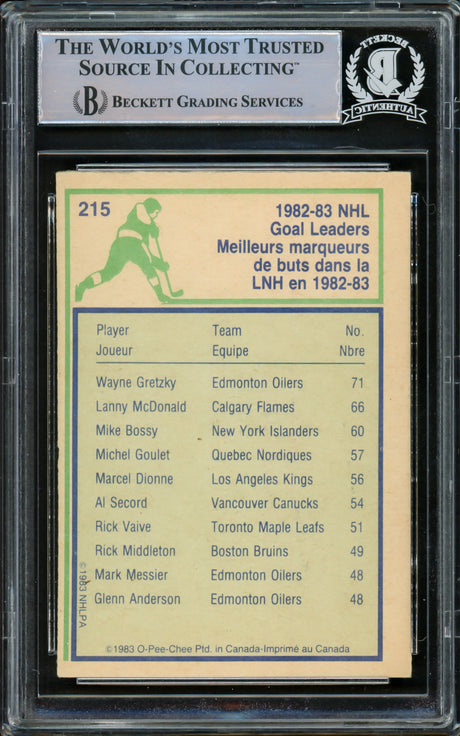 THE WORLD'S MOST TRUSTED
SOURCE IN COLLECTING™
B BECKETT GRADING SERVICES
BECKETT
B
AUTHENTIC
215
1982-83 NHL
Goal Leaders
Meilleurs marqueurs
de buts dans la
LNH en 1982-83
Player Team No.
Joueur Equipe Nbre
Wayne Gretzky Edmonton Oilers 71
Lanny McDonald Calgary Flames 66
Mike Bossy New York Islanders 60
Michel Goulet Quebec Nordiques 57
Marcel Dionne Los Angeles Kings 56
Al Secord Vancouver Canucks 54
Rick Vaive Toronto Maple Leafs 51
Rick Middleton Boston Bruins 49
Mark Messier Edmonton Oilers 48
Glenn Anderson Edmonton Oilers 48
©1983 NHLPA
©1983 O-Pee-Chee Ptd. in Canada-Imprimé au Canada